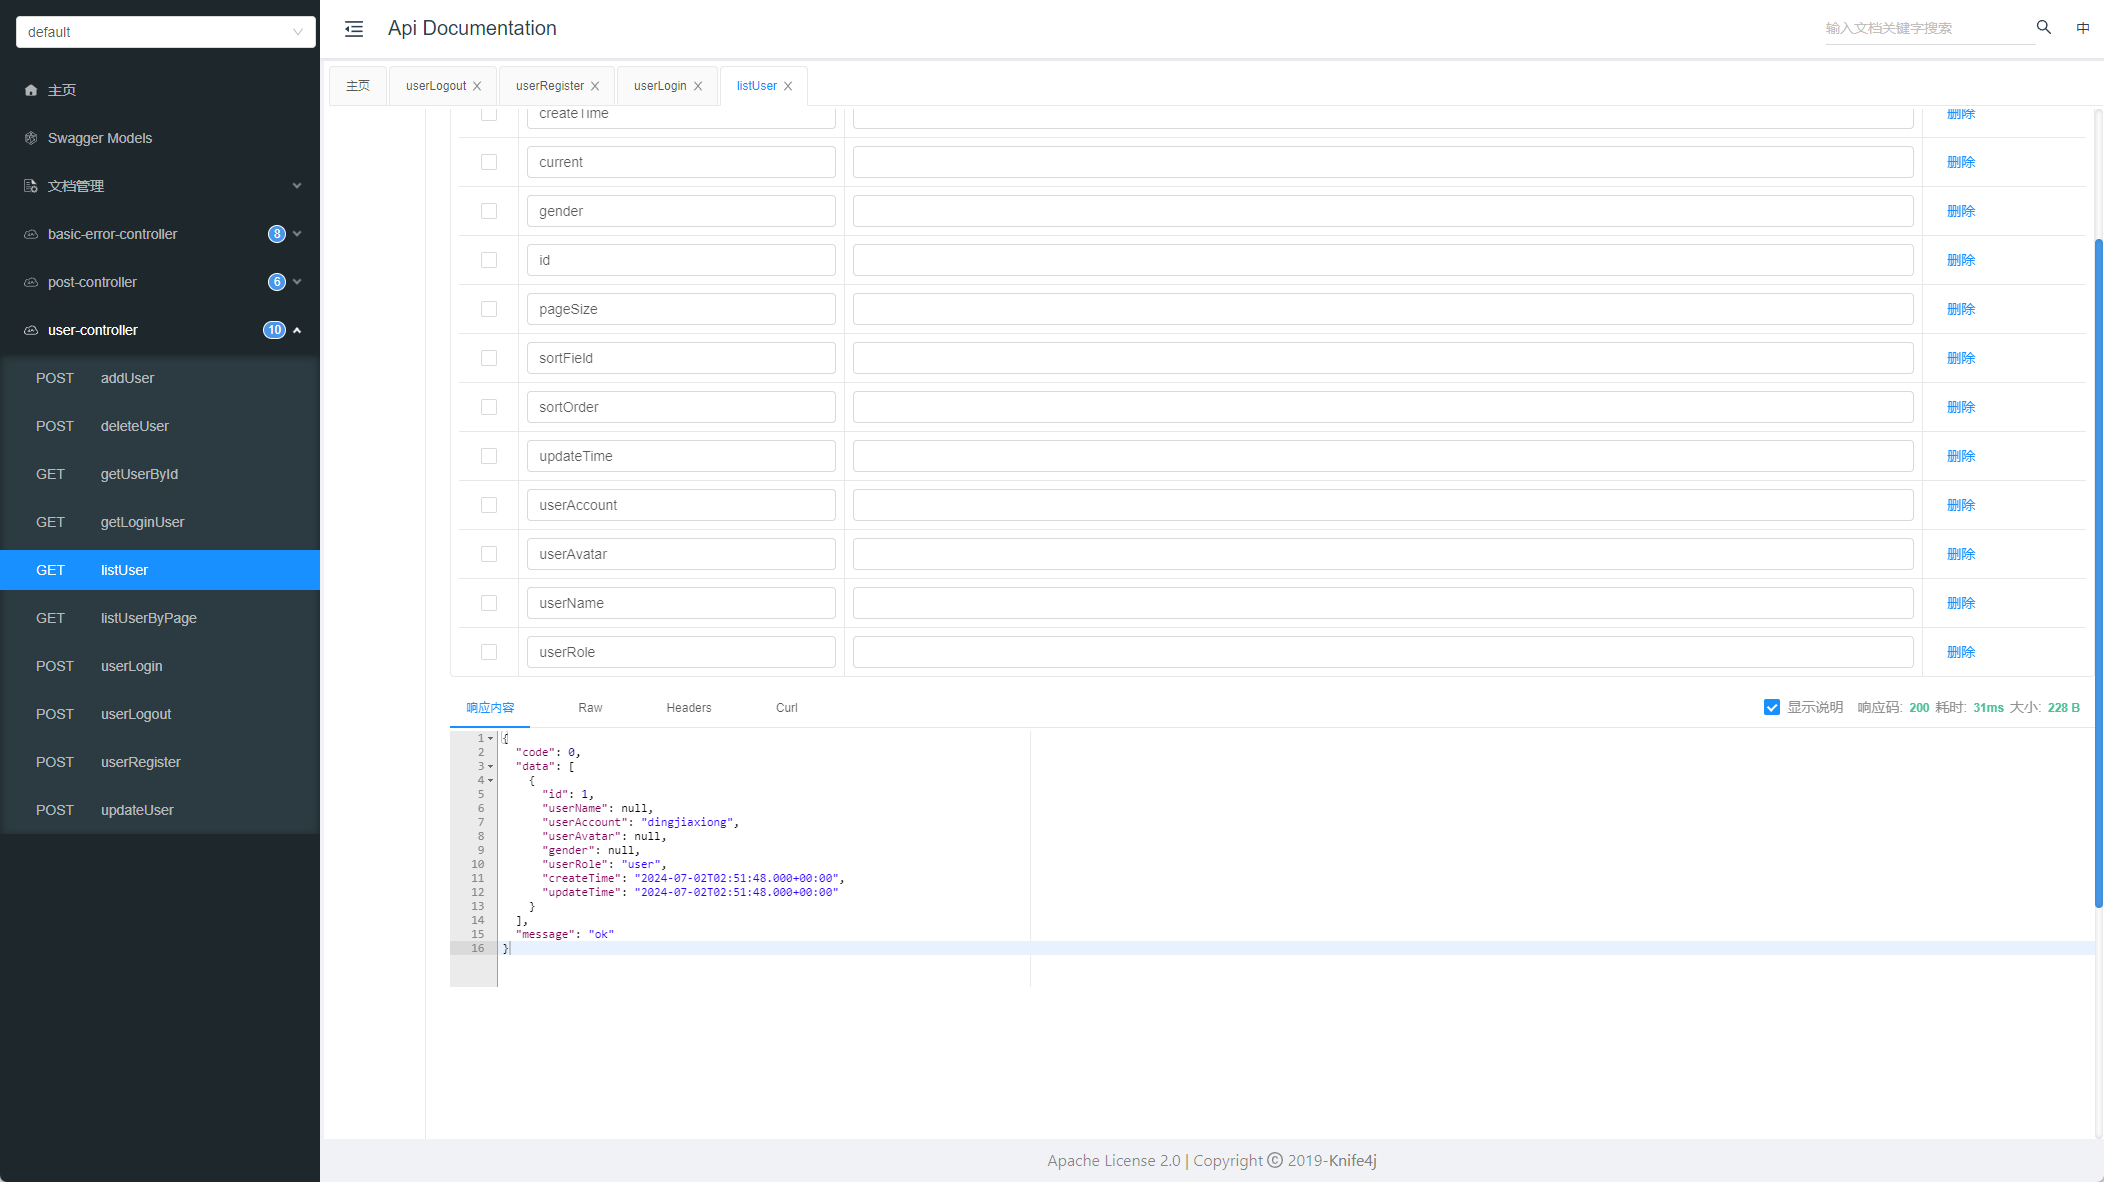 default
主页
Swagger Models
文档管理
basic-error-controller 8
post-controller 6
user-controller 10
POST addUser
POST deleteUser
GET getUserById
GET getLoginUser
GET listUser
GET listUserByPage
POST userLogin
POST userLogout
POST userRegister
POST updateUser
Api Documentation
输入文档关键字搜索
中
主页 userLogout userRegister userLogin listUser
createTime 删除
current 删除
gender 删除
id 删除
pageSize 删除
sortField 删除
sortOrder 删除
updateTime 删除
userAccount 删除
userAvatar 删除
userName 删除
userRole 删除
响应内容 Raw Headers Curl 显示说明 响应码: 200 耗时: 31ms 大小: 228 B
1 {
2 "code": 0,
3 "data": [
4 {
5 "id": 1,
6 "userName": null,
7 "userAccount": "dingjiaxiong",
8 "userAvatar": null,
9 "gender": null,
10 "userRole": "user",
11 "createTime": "2024-07-02T02:51:48.000+00:00",
12 "updateTime": "2024-07-02T02:51:48.000+00:00"
13 }
14 ],
15 "message": "ok"
16 }
Apache License 2.0 | Copyright © 2019-Knife4j